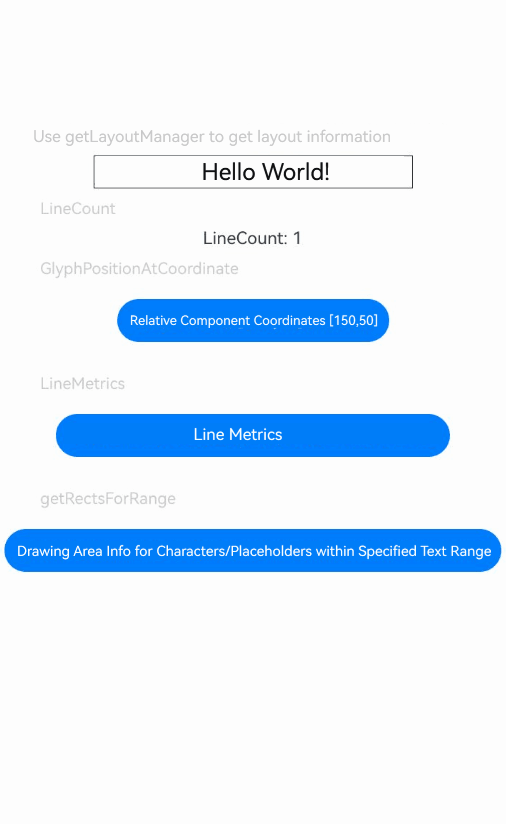 Use getLayoutManager to get layout information
Hello World!
LineCount
LineCount: 1
GlyphPositionAtCoordinate
Relative Component Coordinates [150,50]
LineMetrics
Line Metrics
getRectsForRange
Drawing Area Info for Characters/Placeholders within Specified Text Range